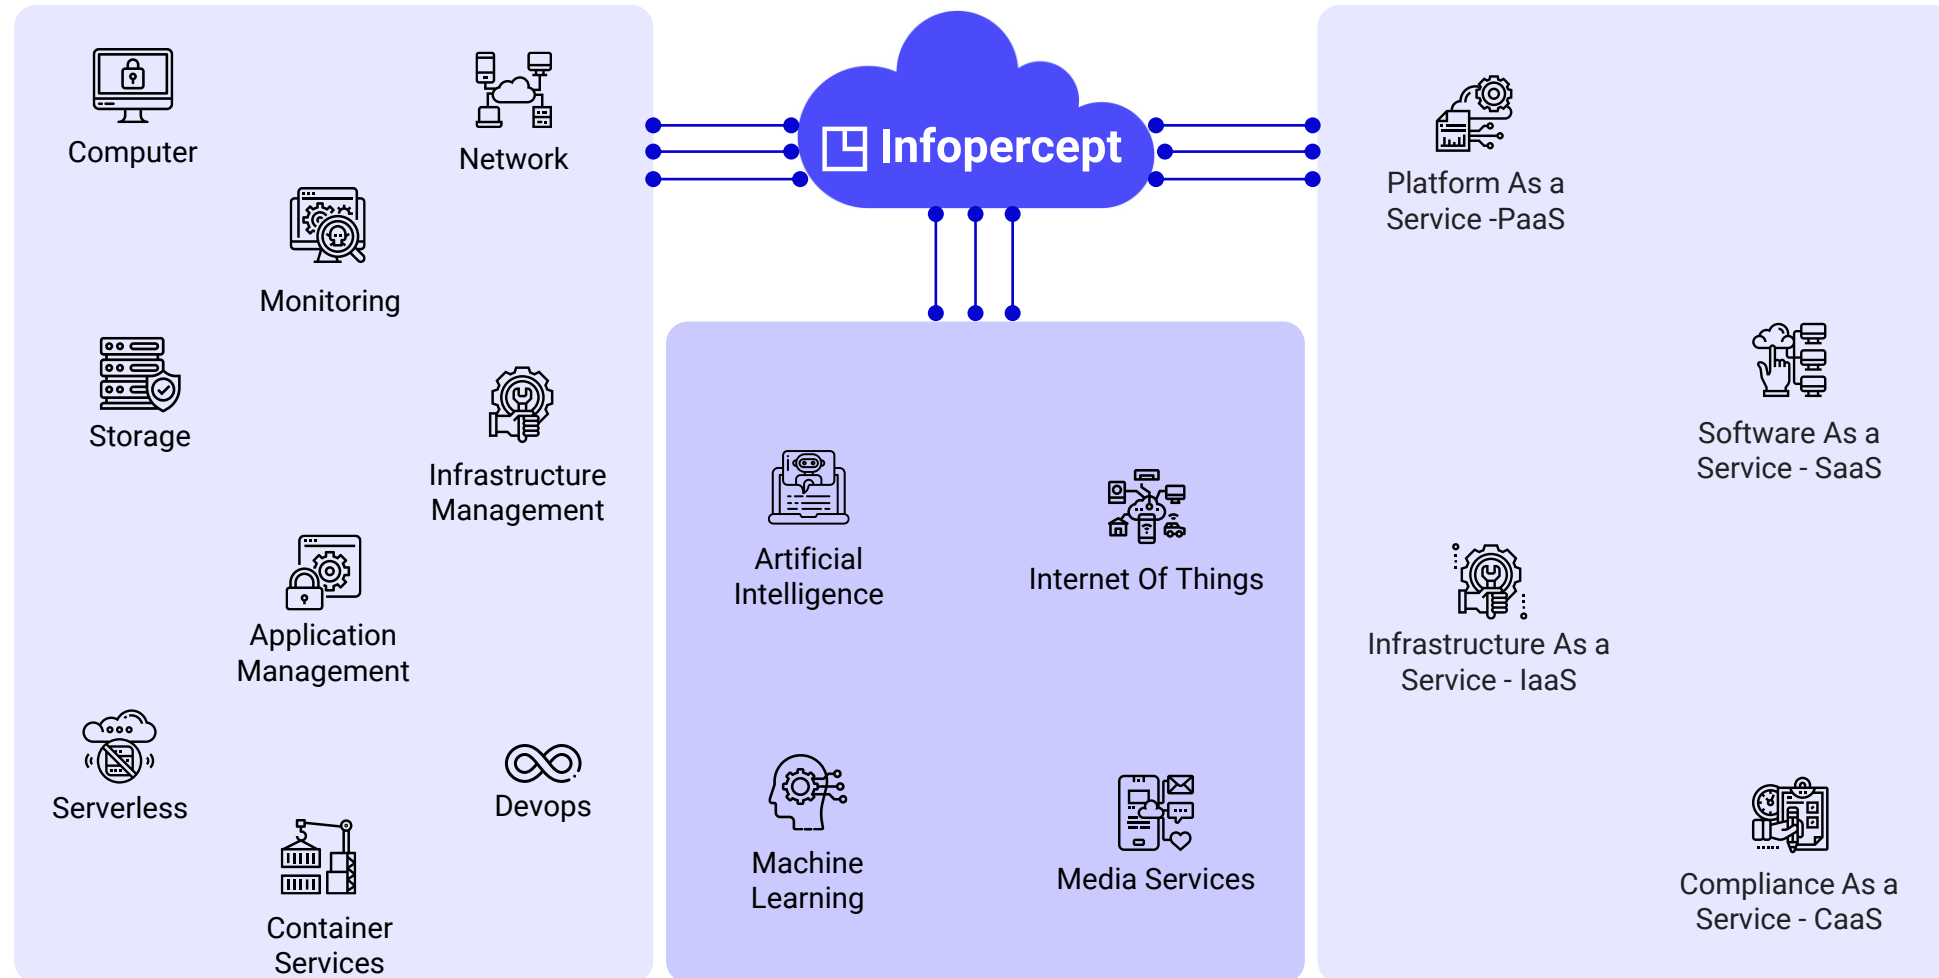 Computer
Network
Monitoring
Storage
Infrastructure
Management
Application
Management
Serverless
Devops
Container
Services
Infopercept
Artificial
Intelligence
Internet Of Things
Machine
Learning
Media Services
Platform As a
Service -PaaS
Software As a
Service - SaaS
Infrastructure As a
Service - IaaS
Compliance As a
Service - CaaS